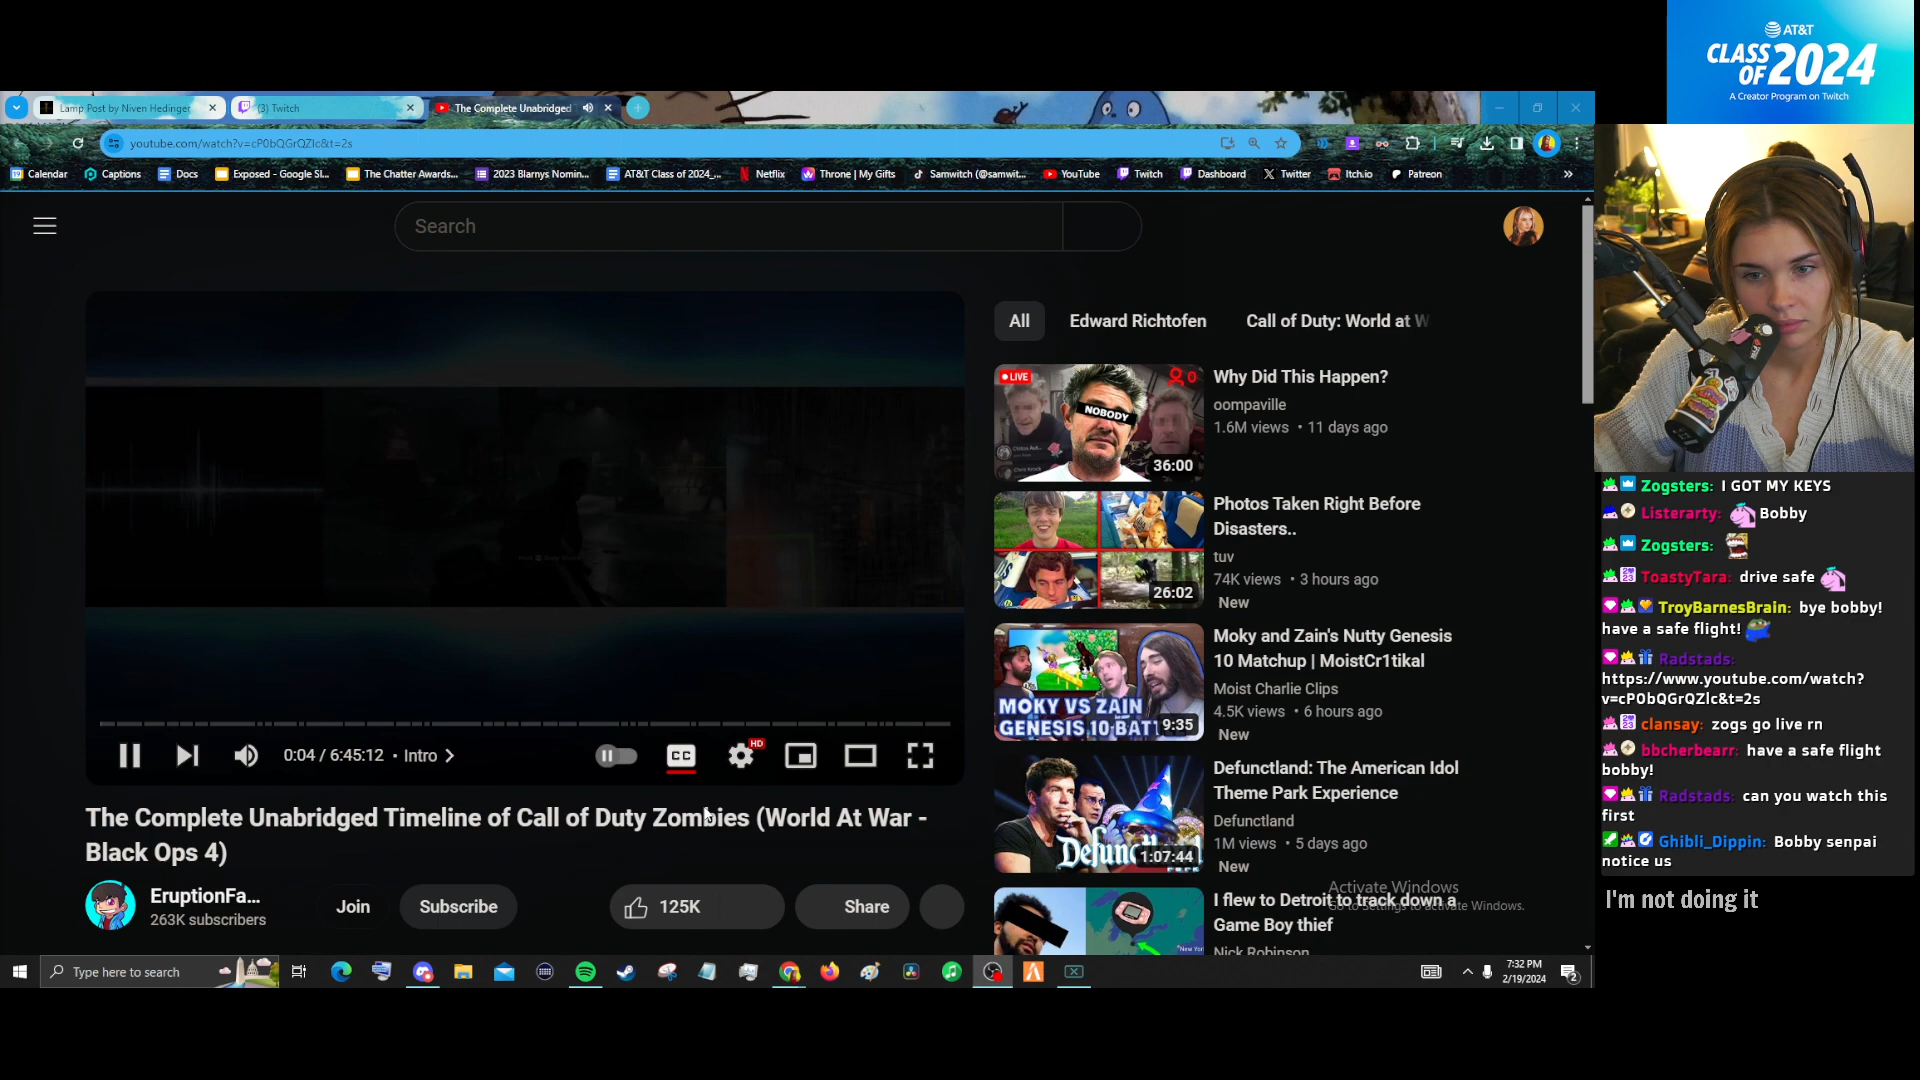 AT&T
CLASS
OF 2024
A Creator Program on Twitch
Lamp Post by Niven Hedinger
(3) Twitch
The Complete Unabridged
youtube.com/watch?v=cP0bQGrQZlc&t=2s
Calendar
Captions
Docs
Exposed - Google Sl...
The Chatter Awards...
2023 Blarnys Nomin...
AT&T Class of 2024_...
Netflix
Throne | My Gifts
Samwitch (@samwit...
YouTube
Twitch
Dashboard
Twitter
Itch.io
Patreon
Search
All
Edward Richtofen
Call of Duty: World at W
LIVE
0
NOBODY
36:00
Why Did This Happen?
oompaville
1.6M views • 11 days ago
26:02
Photos Taken Right Before
Disasters..
tuv
74K views • 3 hours ago
New
MOKY VS ZAIN
GENESIS 10 BAT
9:35
Moky and Zain's Nutty Genesis
10 Matchup | MoistCr1tikal
Moist Charlie Clips
4.5K views • 6 hours ago
New
Defunctl
1:07:44
Defunctland: The American Idol
Theme Park Experience
Defunctland
1M views • 5 days ago
New
I flew to Detroit to track down a
Game Boy thief
Nick Robinson
0:04 / 6:45:12 • Intro
CC
HD
The Complete Unabridged Timeline of Call of Duty Zombies (World At War -
Black Ops 4)
EruptionFa...
263K subscribers
Join
Subscribe
125K
Share
Activate Windows
Go to Settings to activate Windows.
Type here to search
7:32 PM
2/19/2024
2
Zogsters: I GOT MY KEYS
Listerarty: Bobby
Zogsters:
ToastyTara: drive safe
TroyBarnesBrain: bye bobby!
have a safe flight!
Radstads:
https://www.youtube.com/watch?
v=cP0bQGrQZlc&t=2s
clansay: zogs go live rn
bbcherbearr: have a safe flight
bobby!
Radstads: can you watch this
first
Ghibli_Dippin: Bobby senpai
notice us
I'm not doing it